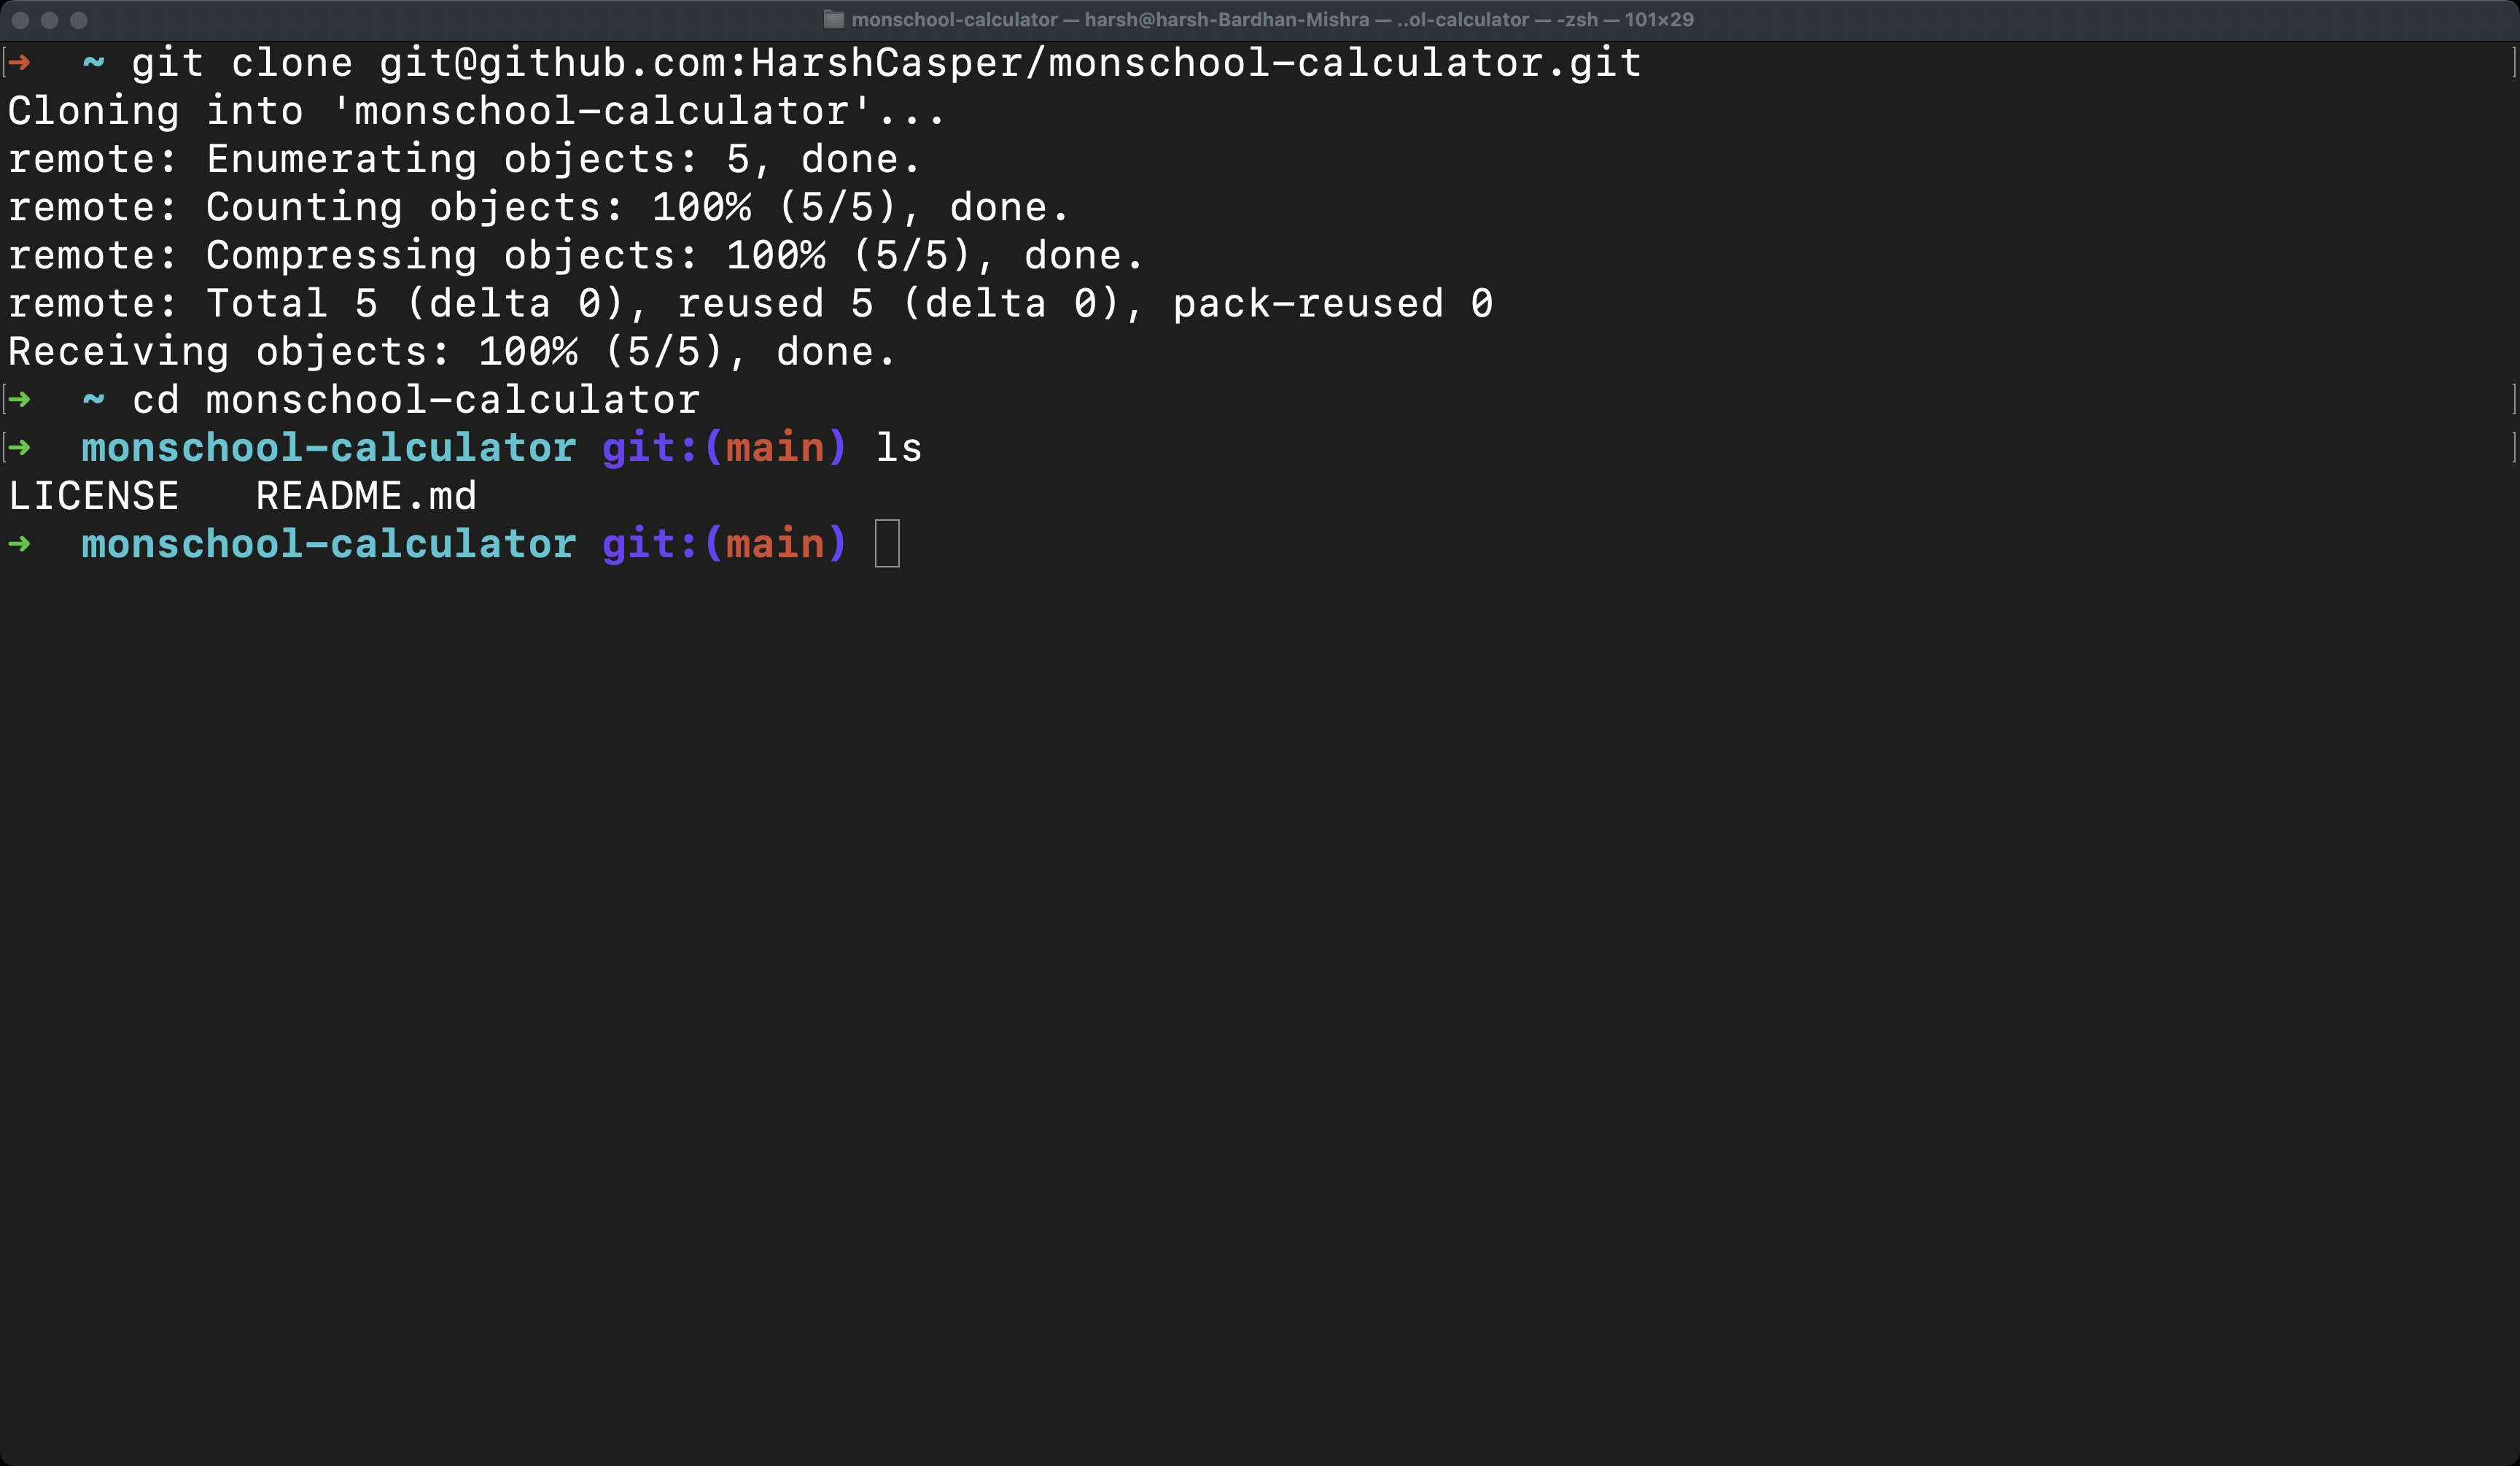 monschool-calculator — harsh@harsh-Bardhan-Mishra — ..ol-calculator — -zsh — 101×29
[➜  ~ git clone git@github.com:HarshCasper/monschool-calculator.git ]
Cloning into 'monschool-calculator'...
remote: Enumerating objects: 5, done.
remote: Counting objects: 100% (5/5), done.
remote: Compressing objects: 100% (5/5), done.
remote: Total 5 (delta 0), reused 5 (delta 0), pack-reused 0
Receiving objects: 100% (5/5), done.
[➜  ~ cd monschool-calculator ]
[➜  monschool-calculator git:(main) ls ]
LICENSE   README.md
➜  monschool-calculator git:(main)